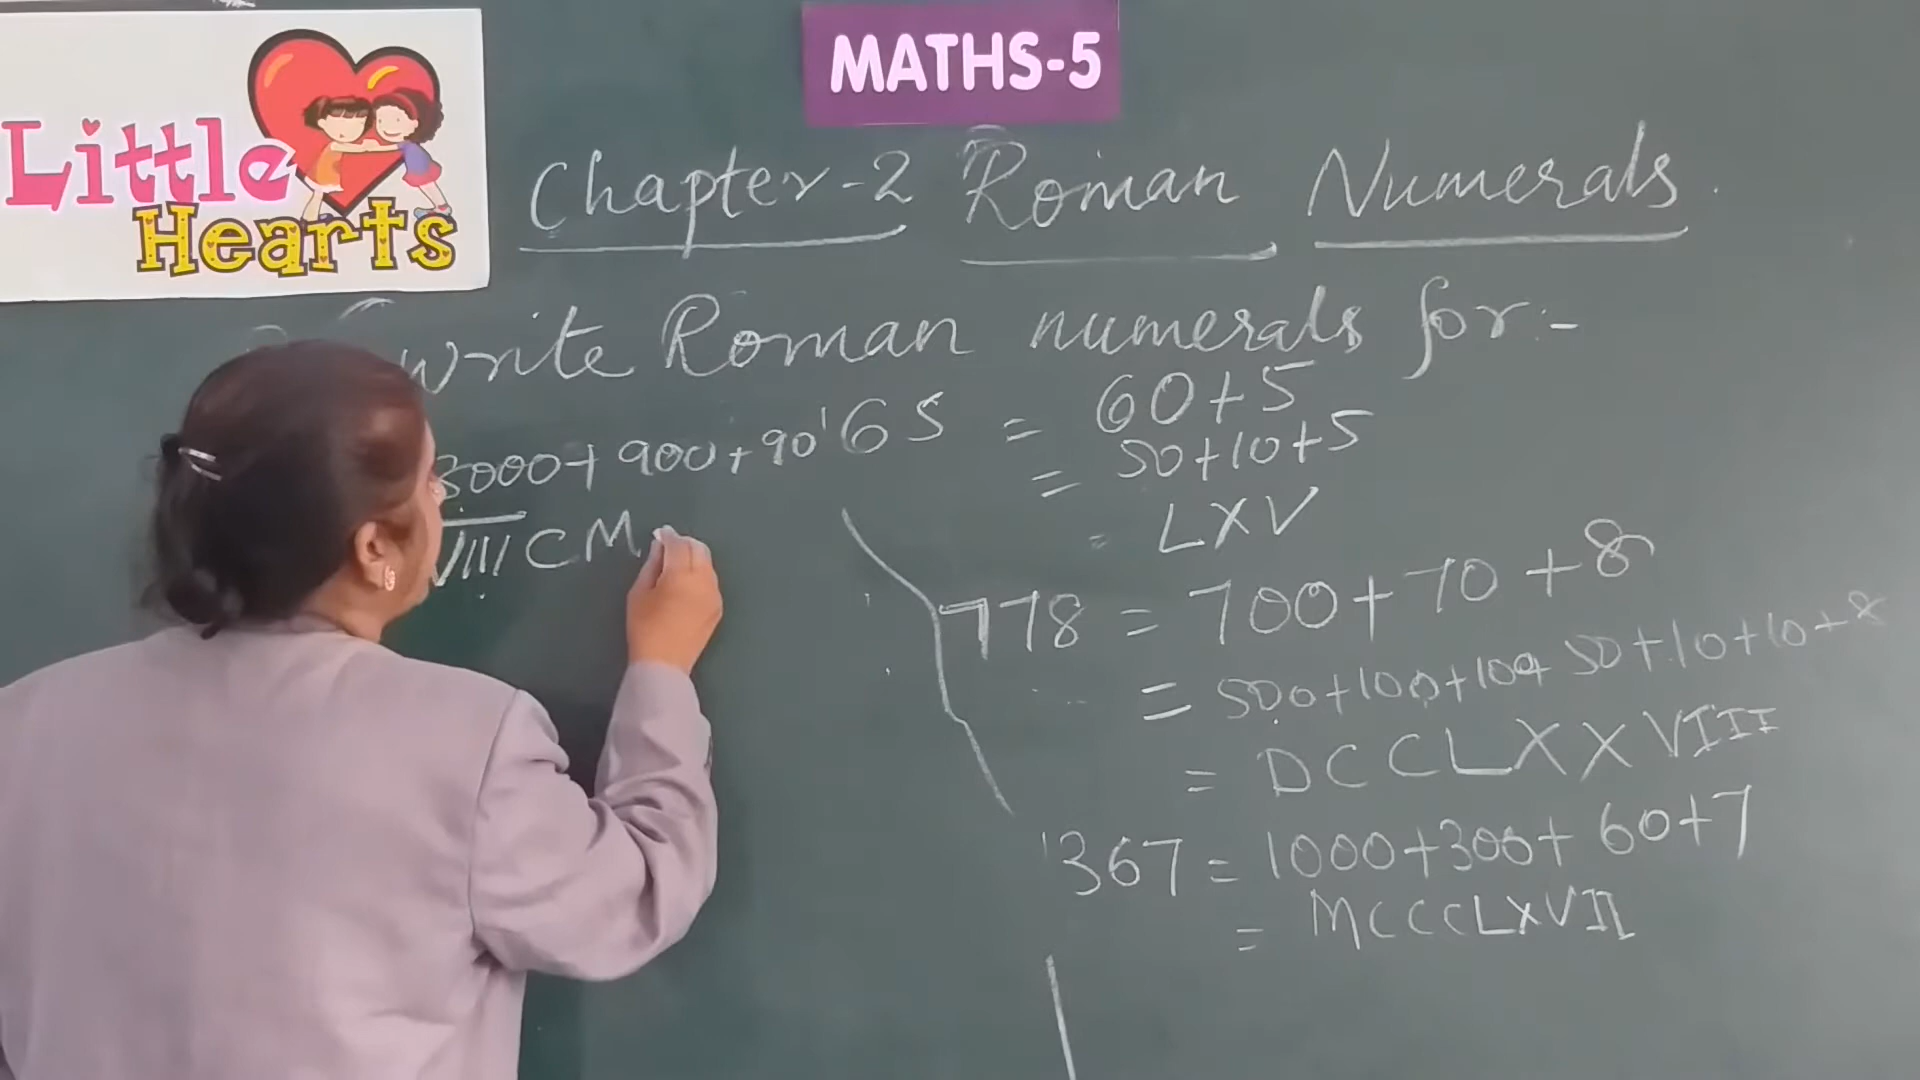 Little
Hearts
MATHS-5
Chapter-2 Roman Numerals.
write Roman numerals for:-
65 = 60+5
= 50+10+5
= LXV
3000+900+90
VIIICM
778 = 700+70+8
= 500+100+100+50+10+10+8
= DCCLXXVIII
1367 = 1000+300+60+7
= MCCCLXVII